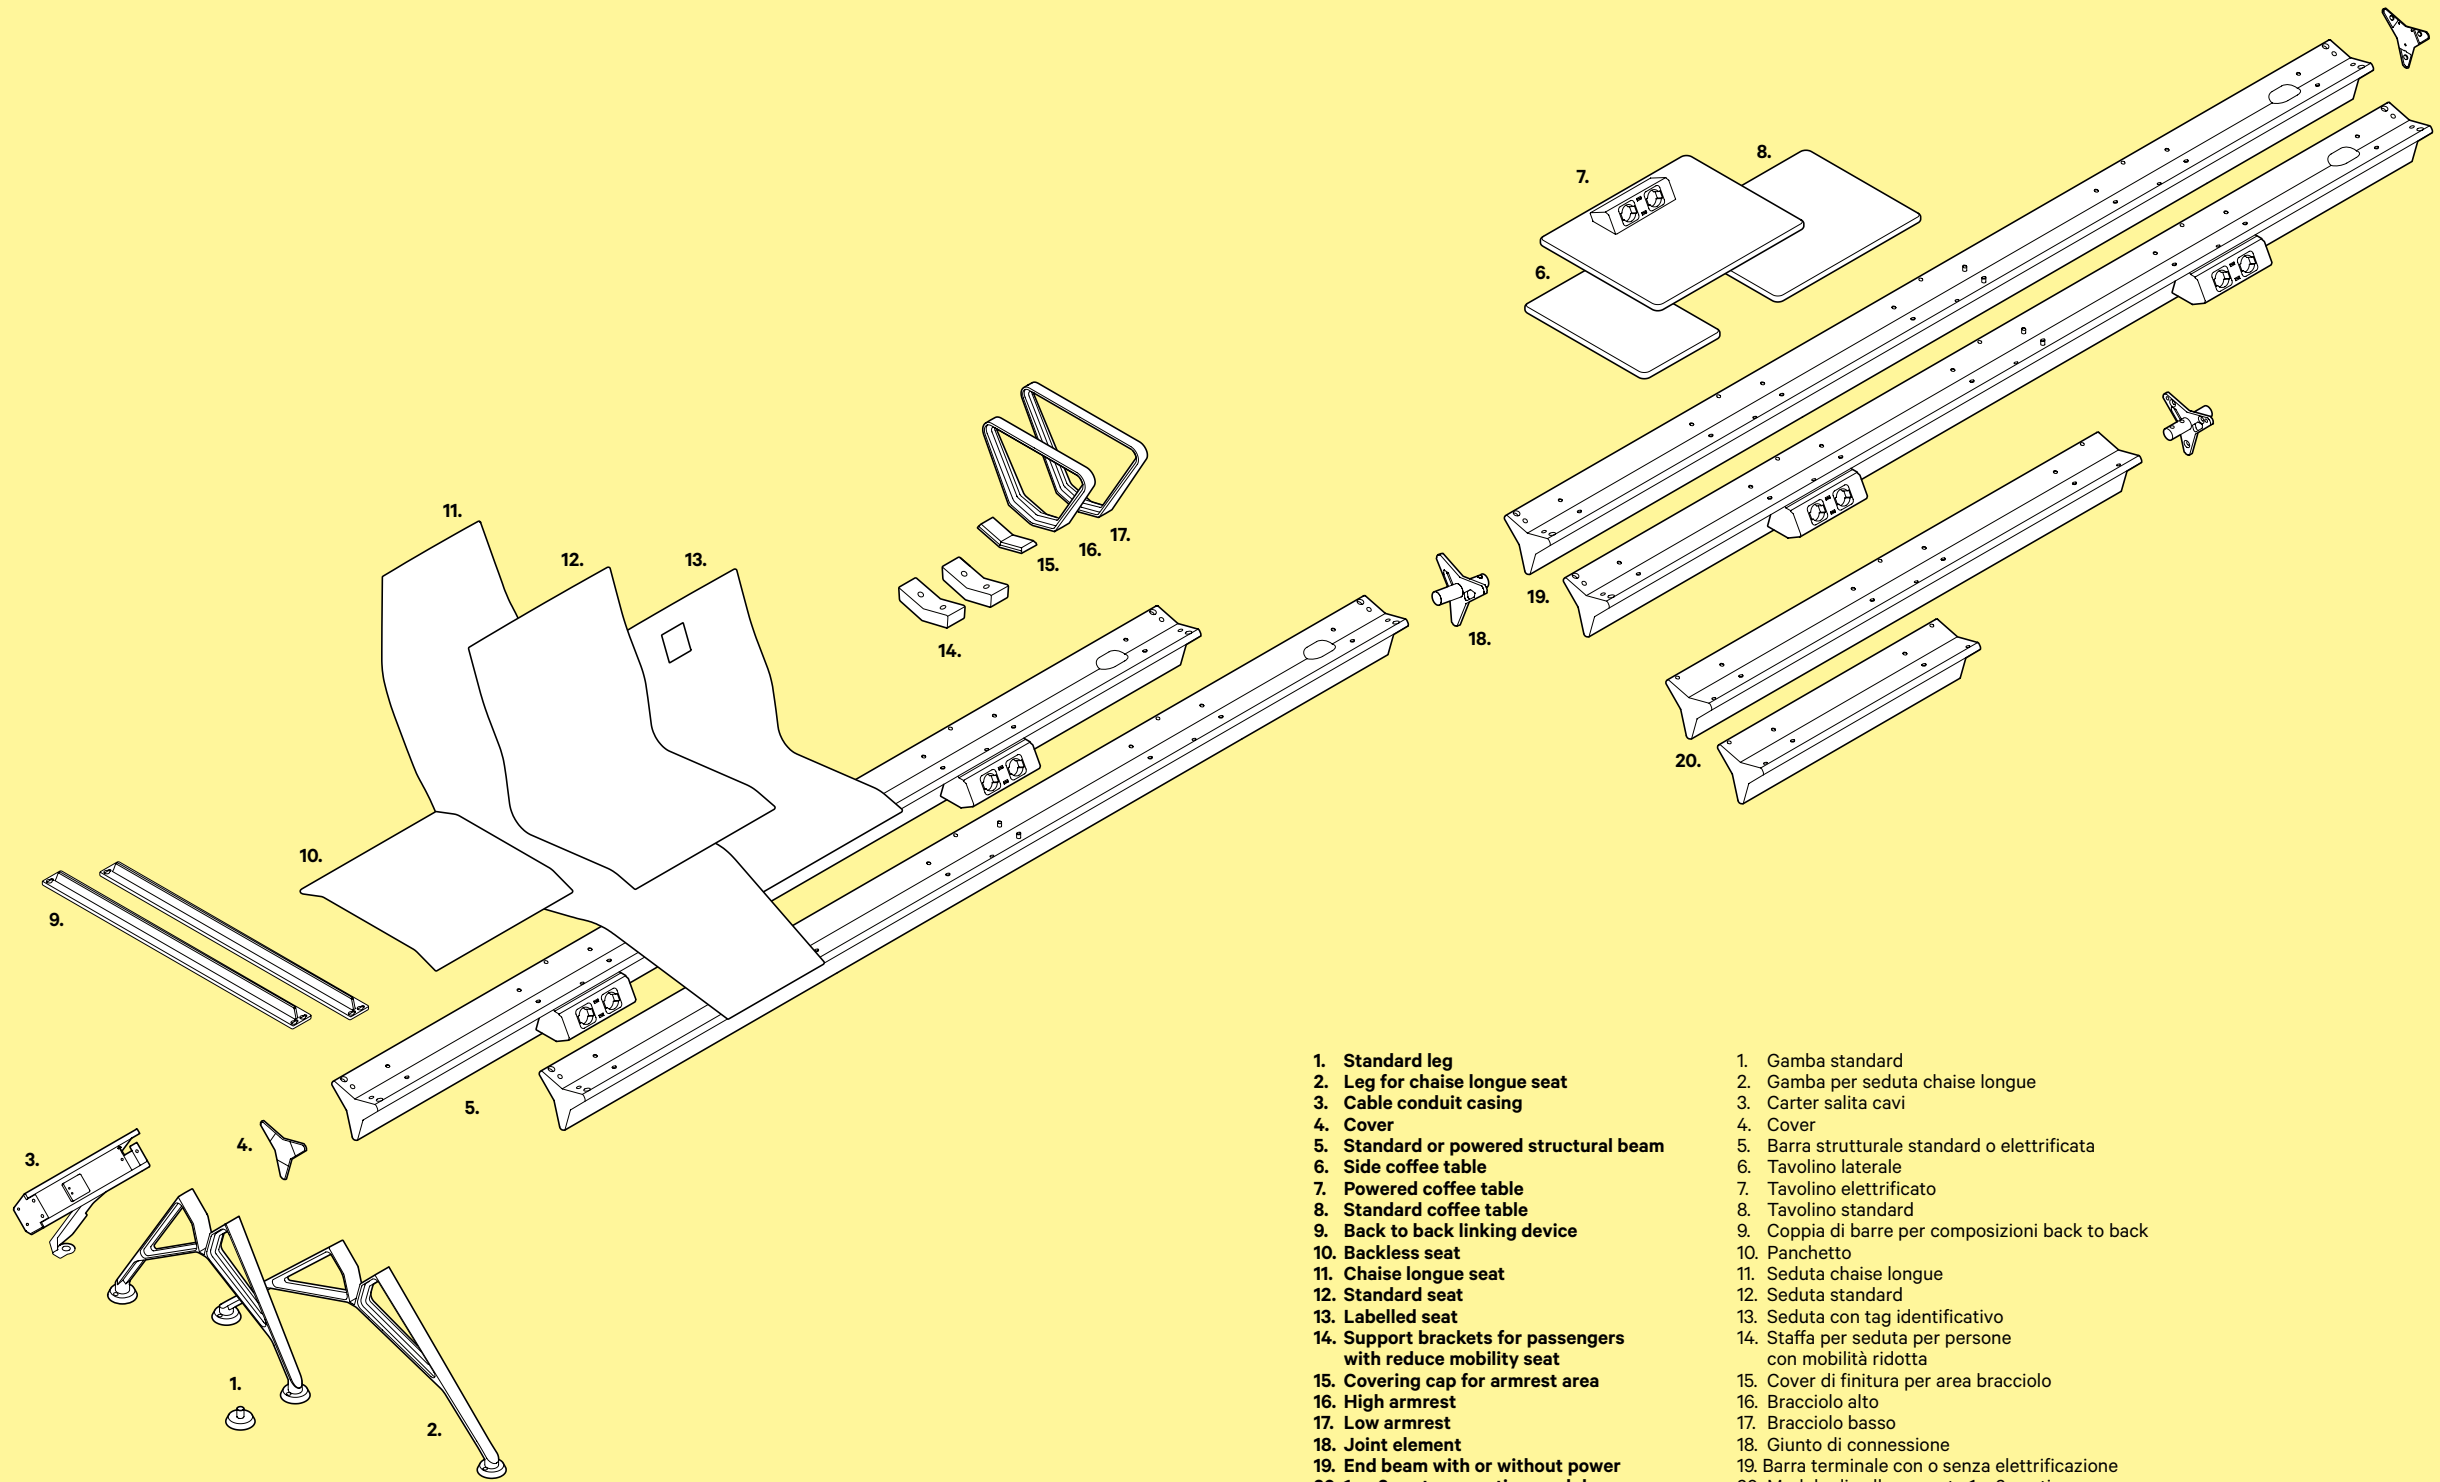 8.
7.
6.
11.
12.
13.
17.
16.
15.
14.
18.
19.
20.
10.
9.
5.
4.
3.
1.
2.
1. Standard leg
2. Leg for chaise longue seat
3. Cable conduit casing
4. Cover
5. Standard or powered structural beam
6. Side coffee table
7. Powered coffee table
8. Standard coffee table
9. Back to back linking device
10. Backless seat
11. Chaise longue seat
12. Standard seat
13. Labelled seat
14. Support brackets for passengers
with reduce mobility seat
15. Covering cap for armrest area
16. High armrest
17. Low armrest
18. Joint element
19. End beam with or without power
1. Gamba standard
2. Gamba per seduta chaise longue
3. Carter salita cavi
4. Cover
5. Barra strutturale standard o elettrificata
6. Tavolino laterale
7. Tavolino elettrificato
8. Tavolino standard
9. Coppia di barre per composizioni back to back
10. Panchetto
11. Seduta chaise longue
12. Seduta standard
13. Seduta con tag identificativo
14. Staffa per seduta per persone
con mobilità ridotta
15. Cover di finitura per area bracciolo
16. Bracciolo alto
17. Bracciolo basso
18. Giunto di connessione
19. Barra terminale con o senza elettrificazione